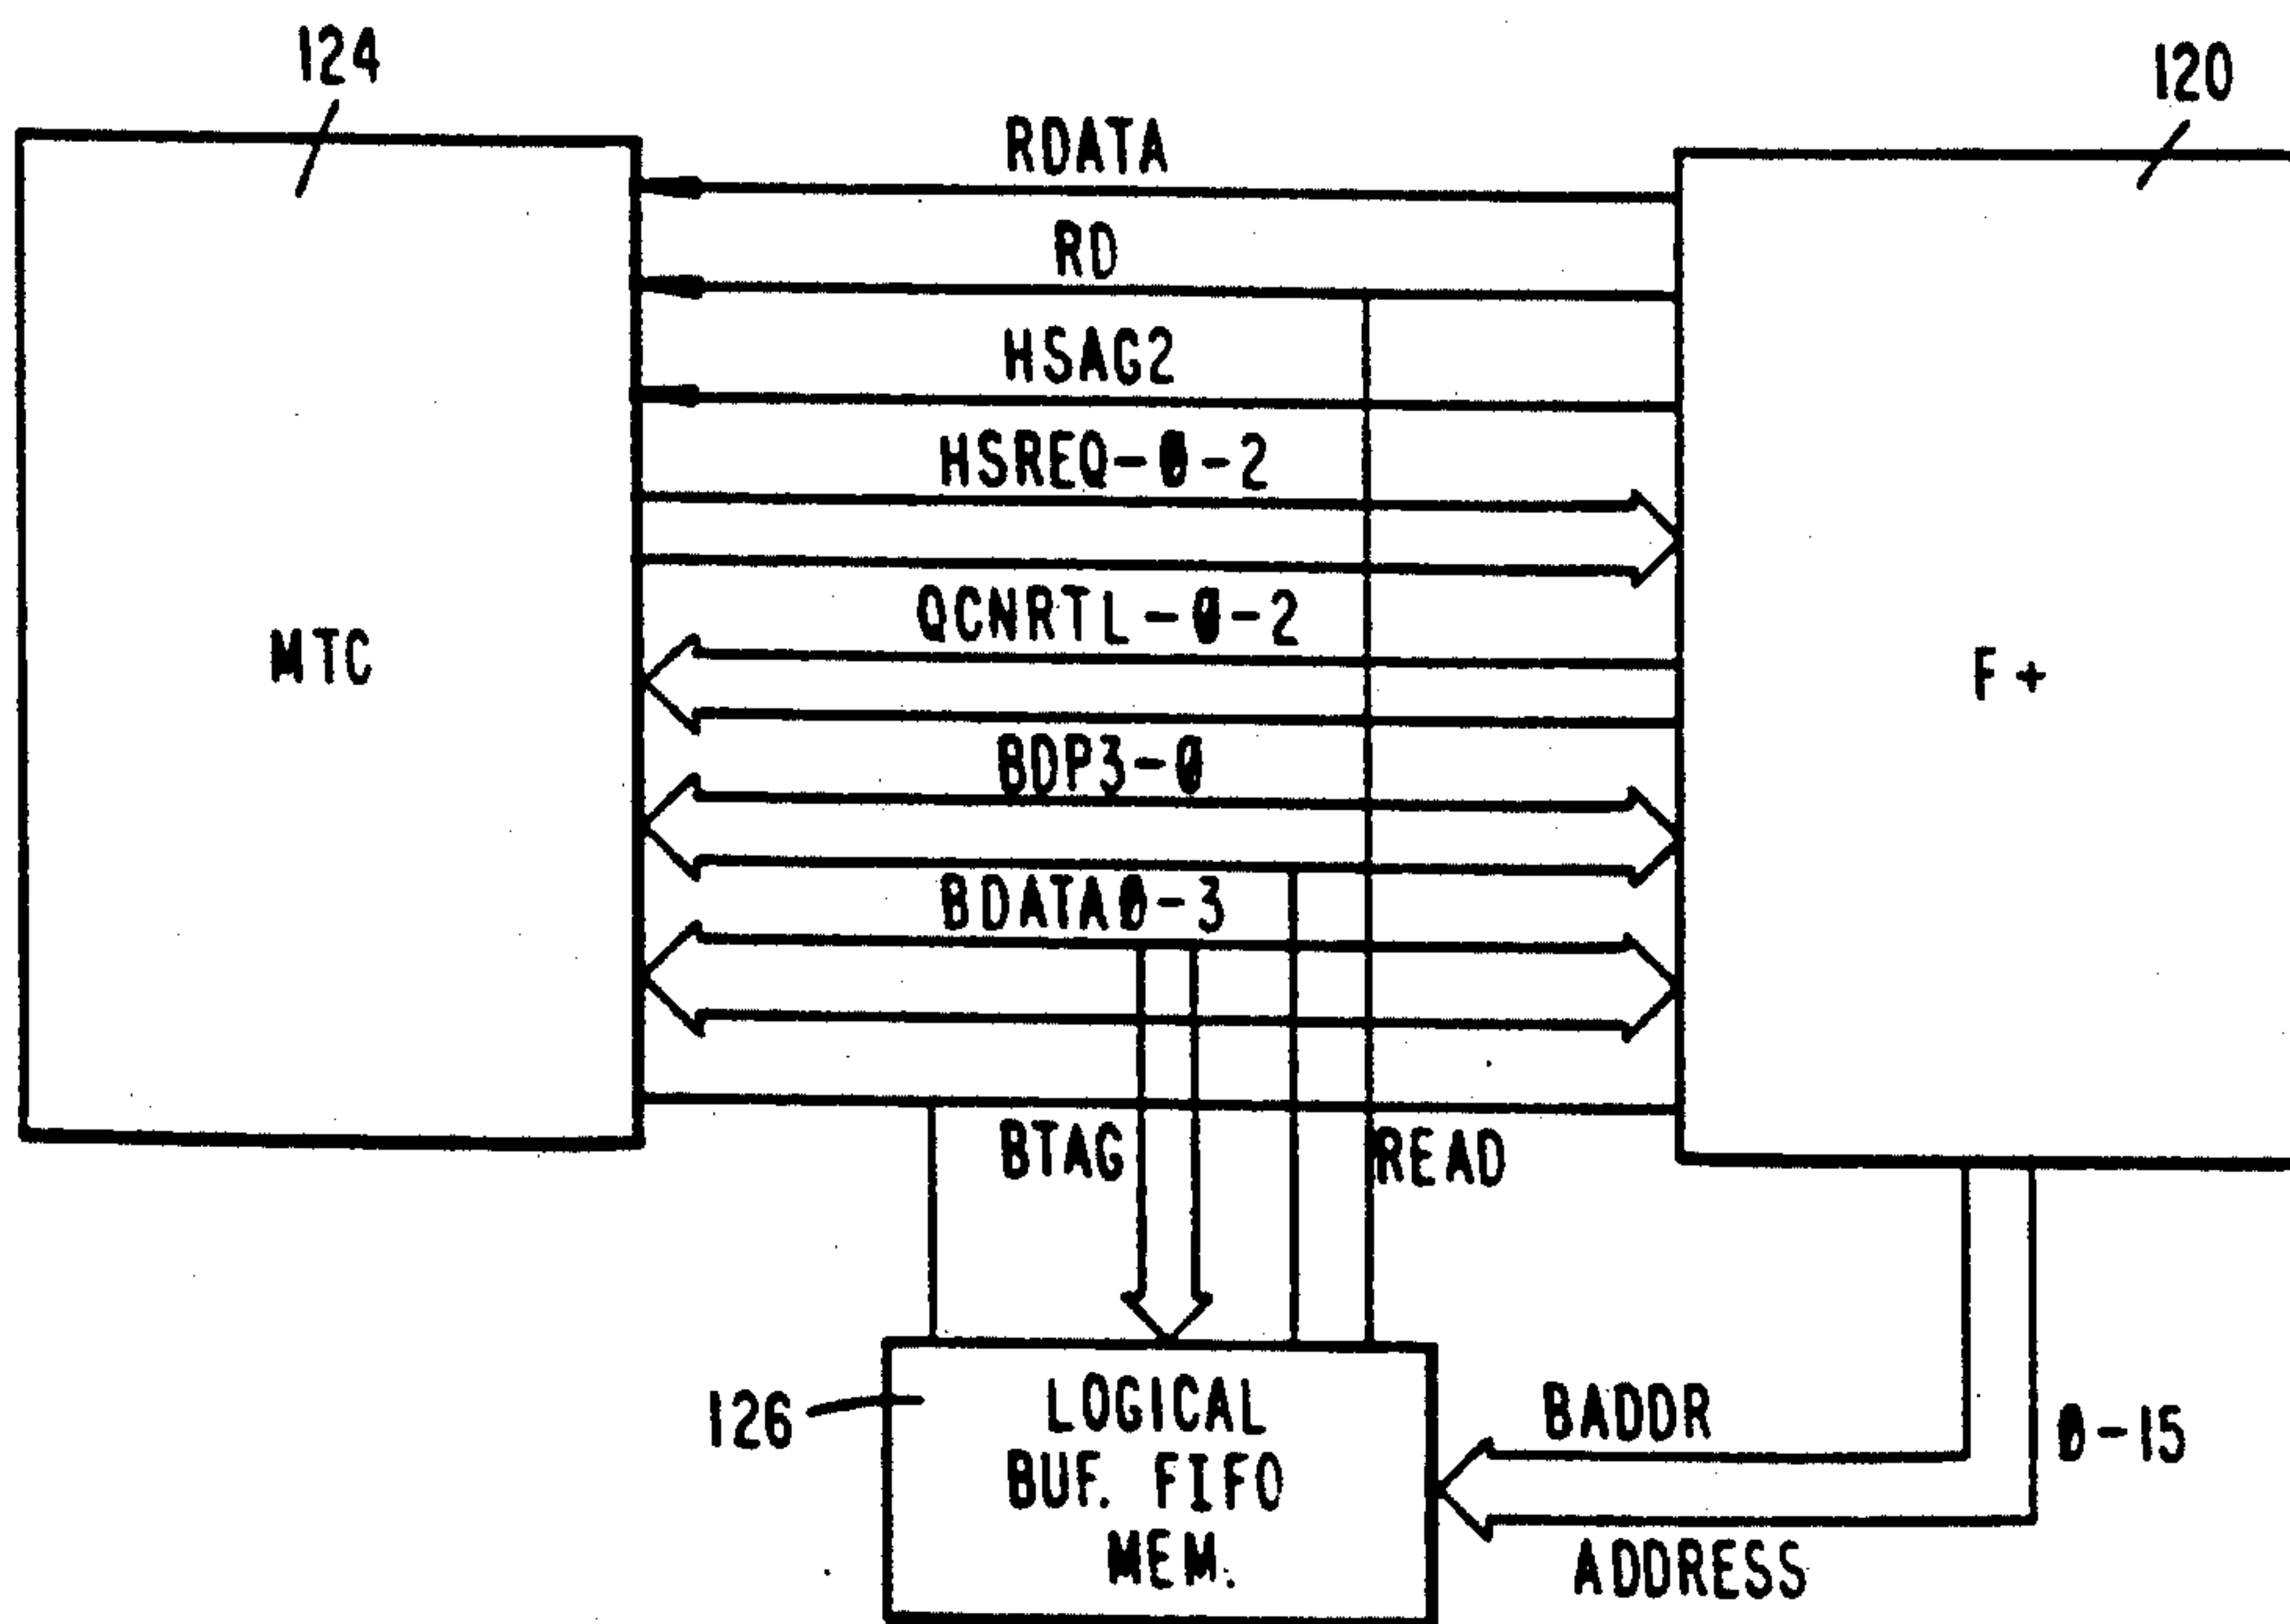 124
120
RDATA
RD
HSAG2
HSREQ-0-2
QCNRTL-0-2
MTC
F+
BDP3-0
BDATA0-3
BTAG
READ
126
LOGICAL
BUF. FIFO
MEM.
BADDR
0-15
ADDRESS